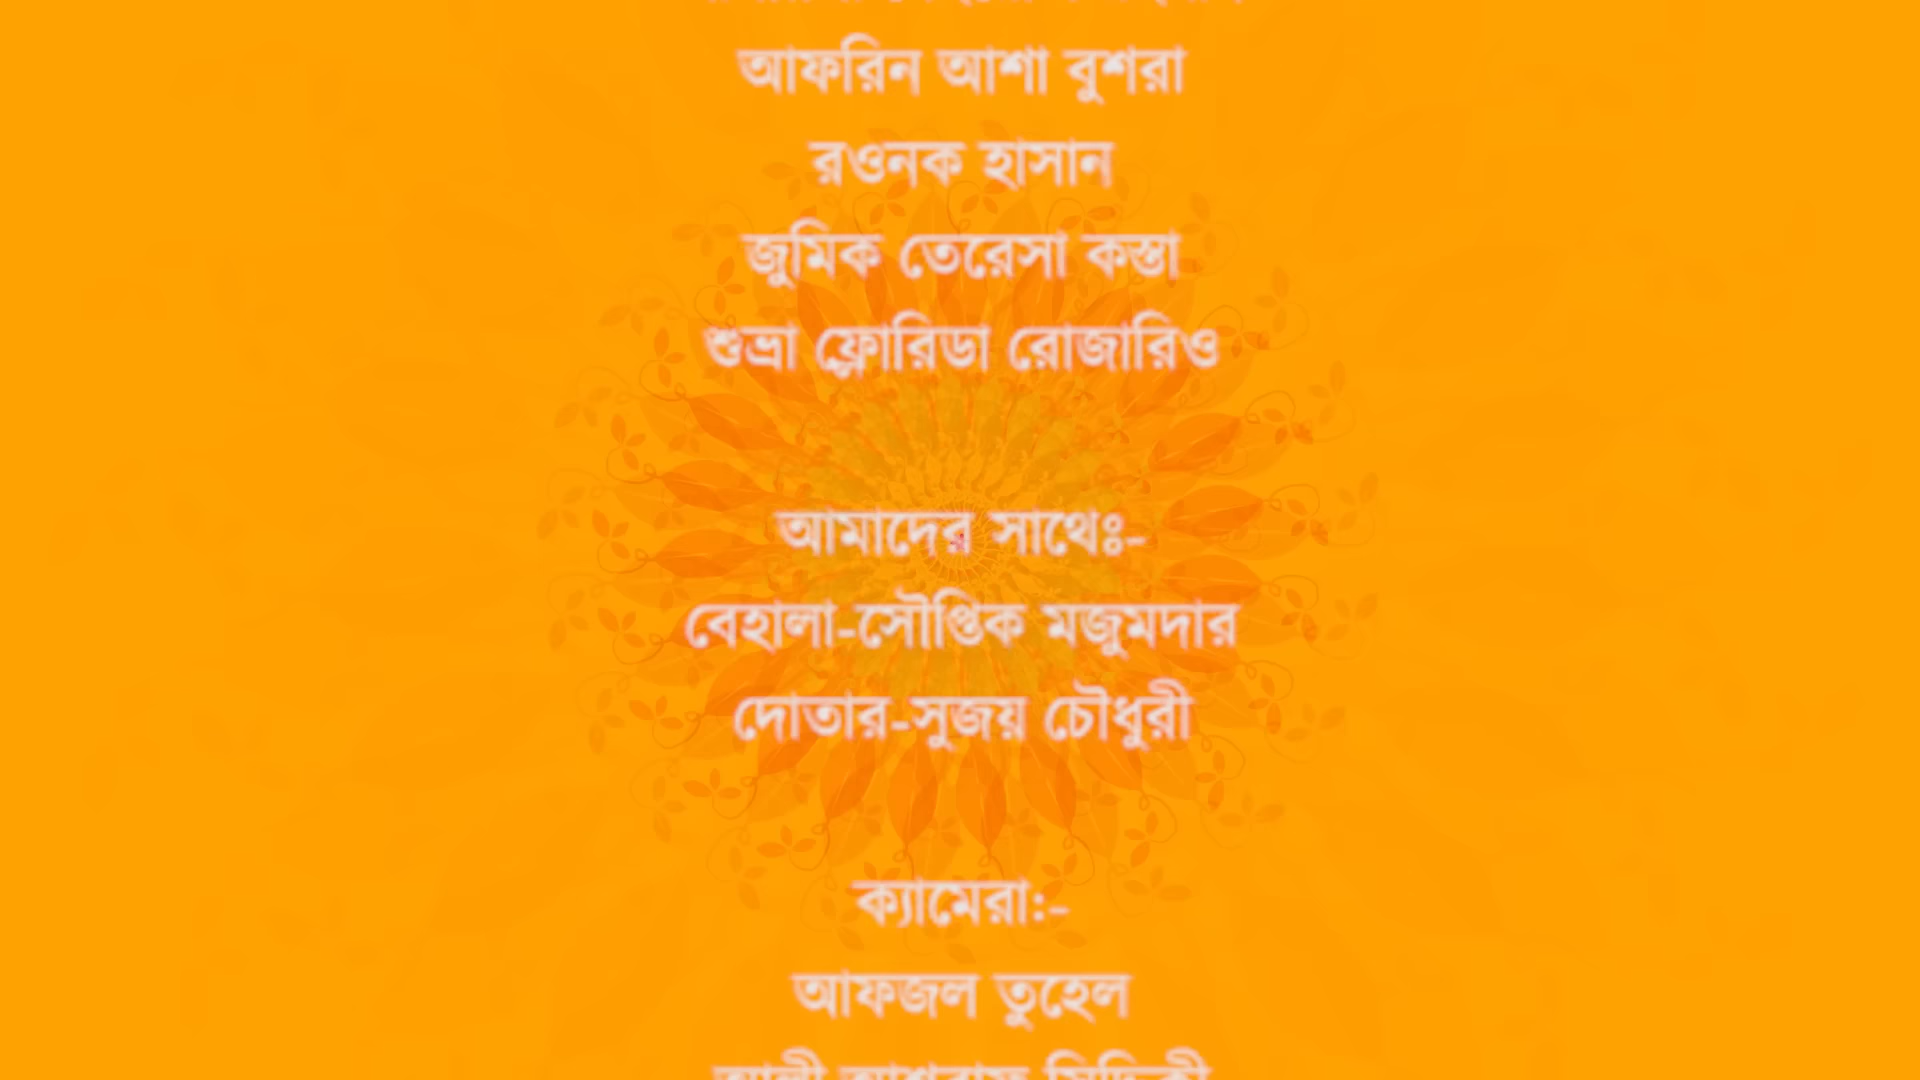 আফরিন আশা বুশরা
রওনক হাসান
জুমিক তেরেসা কস্তা
শুভ্রা ফ্লোরিডা রোজারিও
আমাদের সাথেঃ-
বেহালা-সৌপ্তিক মজুমদার
দোতার-সুজয় চৌধুরী
ক্যামেরা:-
আফজল তুহেল